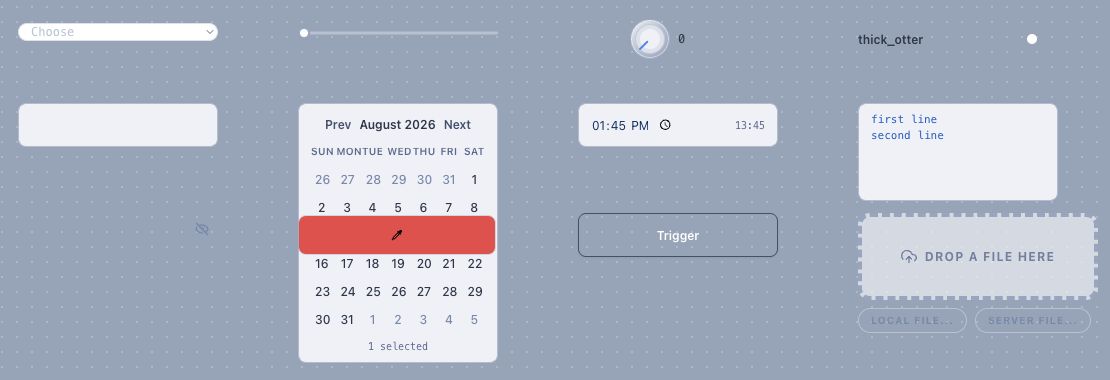 Choose
0
thick_otter
Prev August 2026 Next
SUN MON TUE WED THU FRI SAT
26 27 28 29 30 31 1
2 3 4 5 6 7 8
16 17 18 19 20 21 22
23 24 25 26 27 28 29
30 31 1 2 3 4 5
1 selected
01:45 PM 13:45
Trigger
first line
second line
DROP A FILE HERE
LOCAL FILE... SERVER FILE...